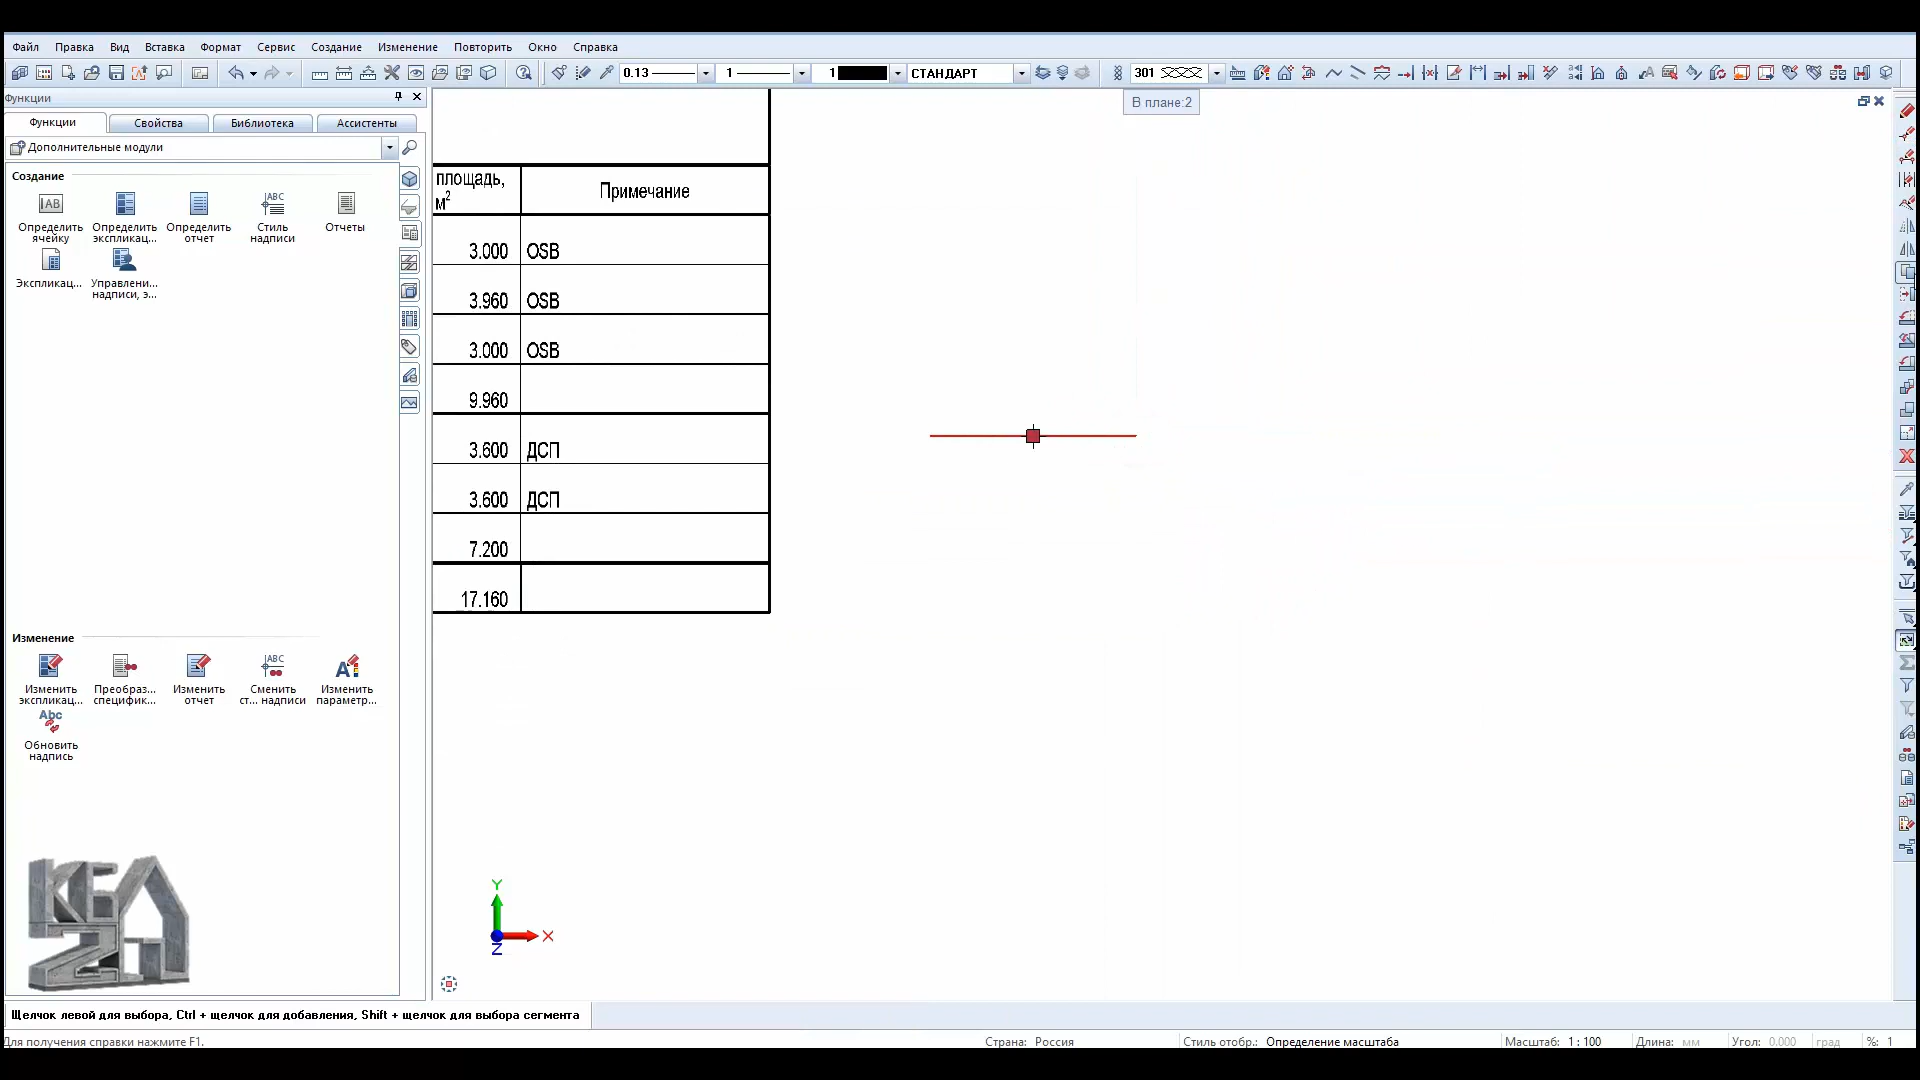 Файл Правка Вид Вставка Формат Сервис Создание Изменение Повторить Окно Справка
0.13 1 1 СТАНДАРТ 301
Функции
В плане:2
Функции Свойства Библиотека Ассистенты
Дополнительные модули
Создание
Определить ячейку
Определить экспликац...
Определить отчет
Стиль надписи
Отчеты
Экспликац...
Управлени... надписи, э...
Изменение
Изменить экспликац...
Преобраз... специфик...
Изменить отчет
Сменить ст... надписи
Изменить параметр...
Обновить надпись
площадь, м2 Примечание
3.000 OSB
3.960 OSB
3.000 OSB
9.960
3.600 ДСП
3.600 ДСП
7.200
17.160
Y
X
Z
КБ
Щелчок левой для выбора, Ctrl + щелчок для добавления, Shift + щелчок для выбора сегмента
Для получения справки нажмите F1.
Страна: Россия
Стиль отобр.: Определение масштаба
Масштаб: 1 : 100
Длина: мм
Угол: 0.000 град
%: 1